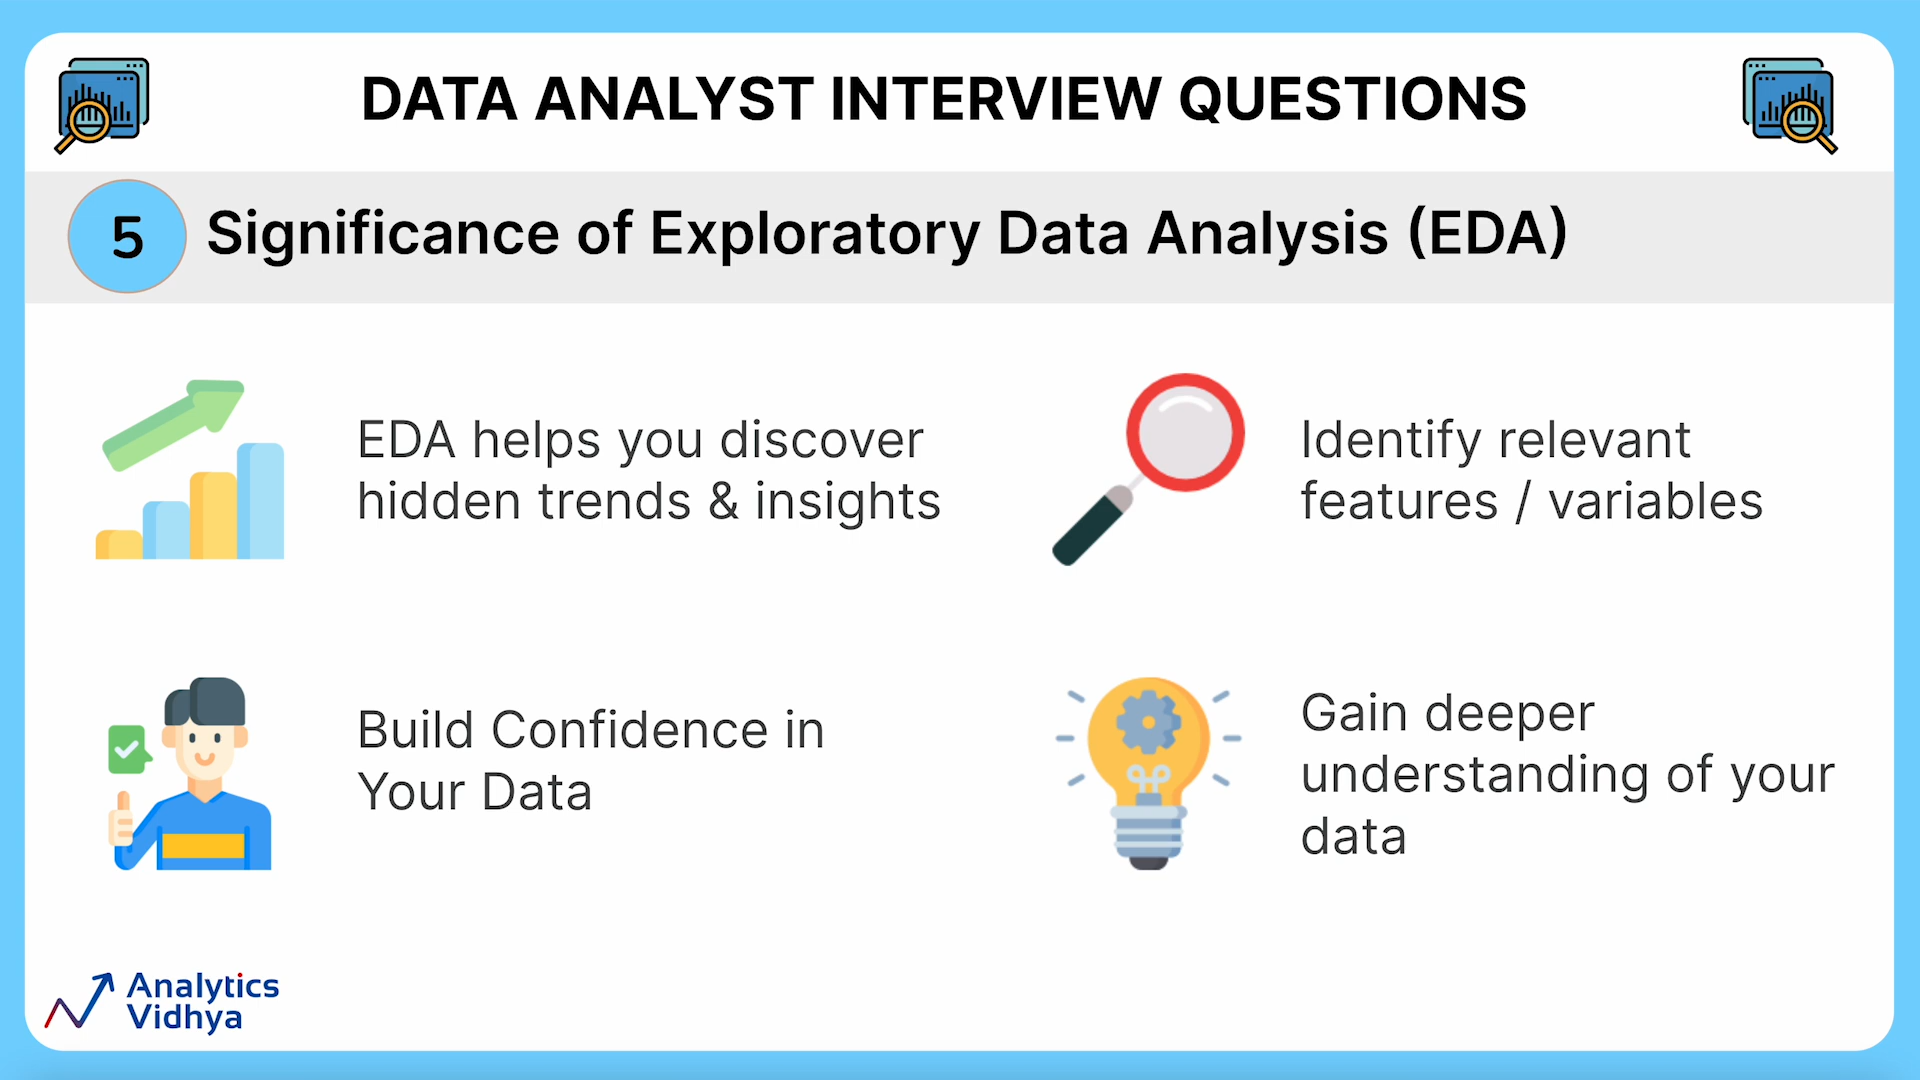 DATA ANALYST INTERVIEW QUESTIONS
5
Significance of Exploratory Data Analysis (EDA)
EDA helps you discover
hidden trends & insights
Identify relevant
features / variables
Build Confidence in
Your Data
Gain deeper
understanding of your
data
Analytics
Vidhya